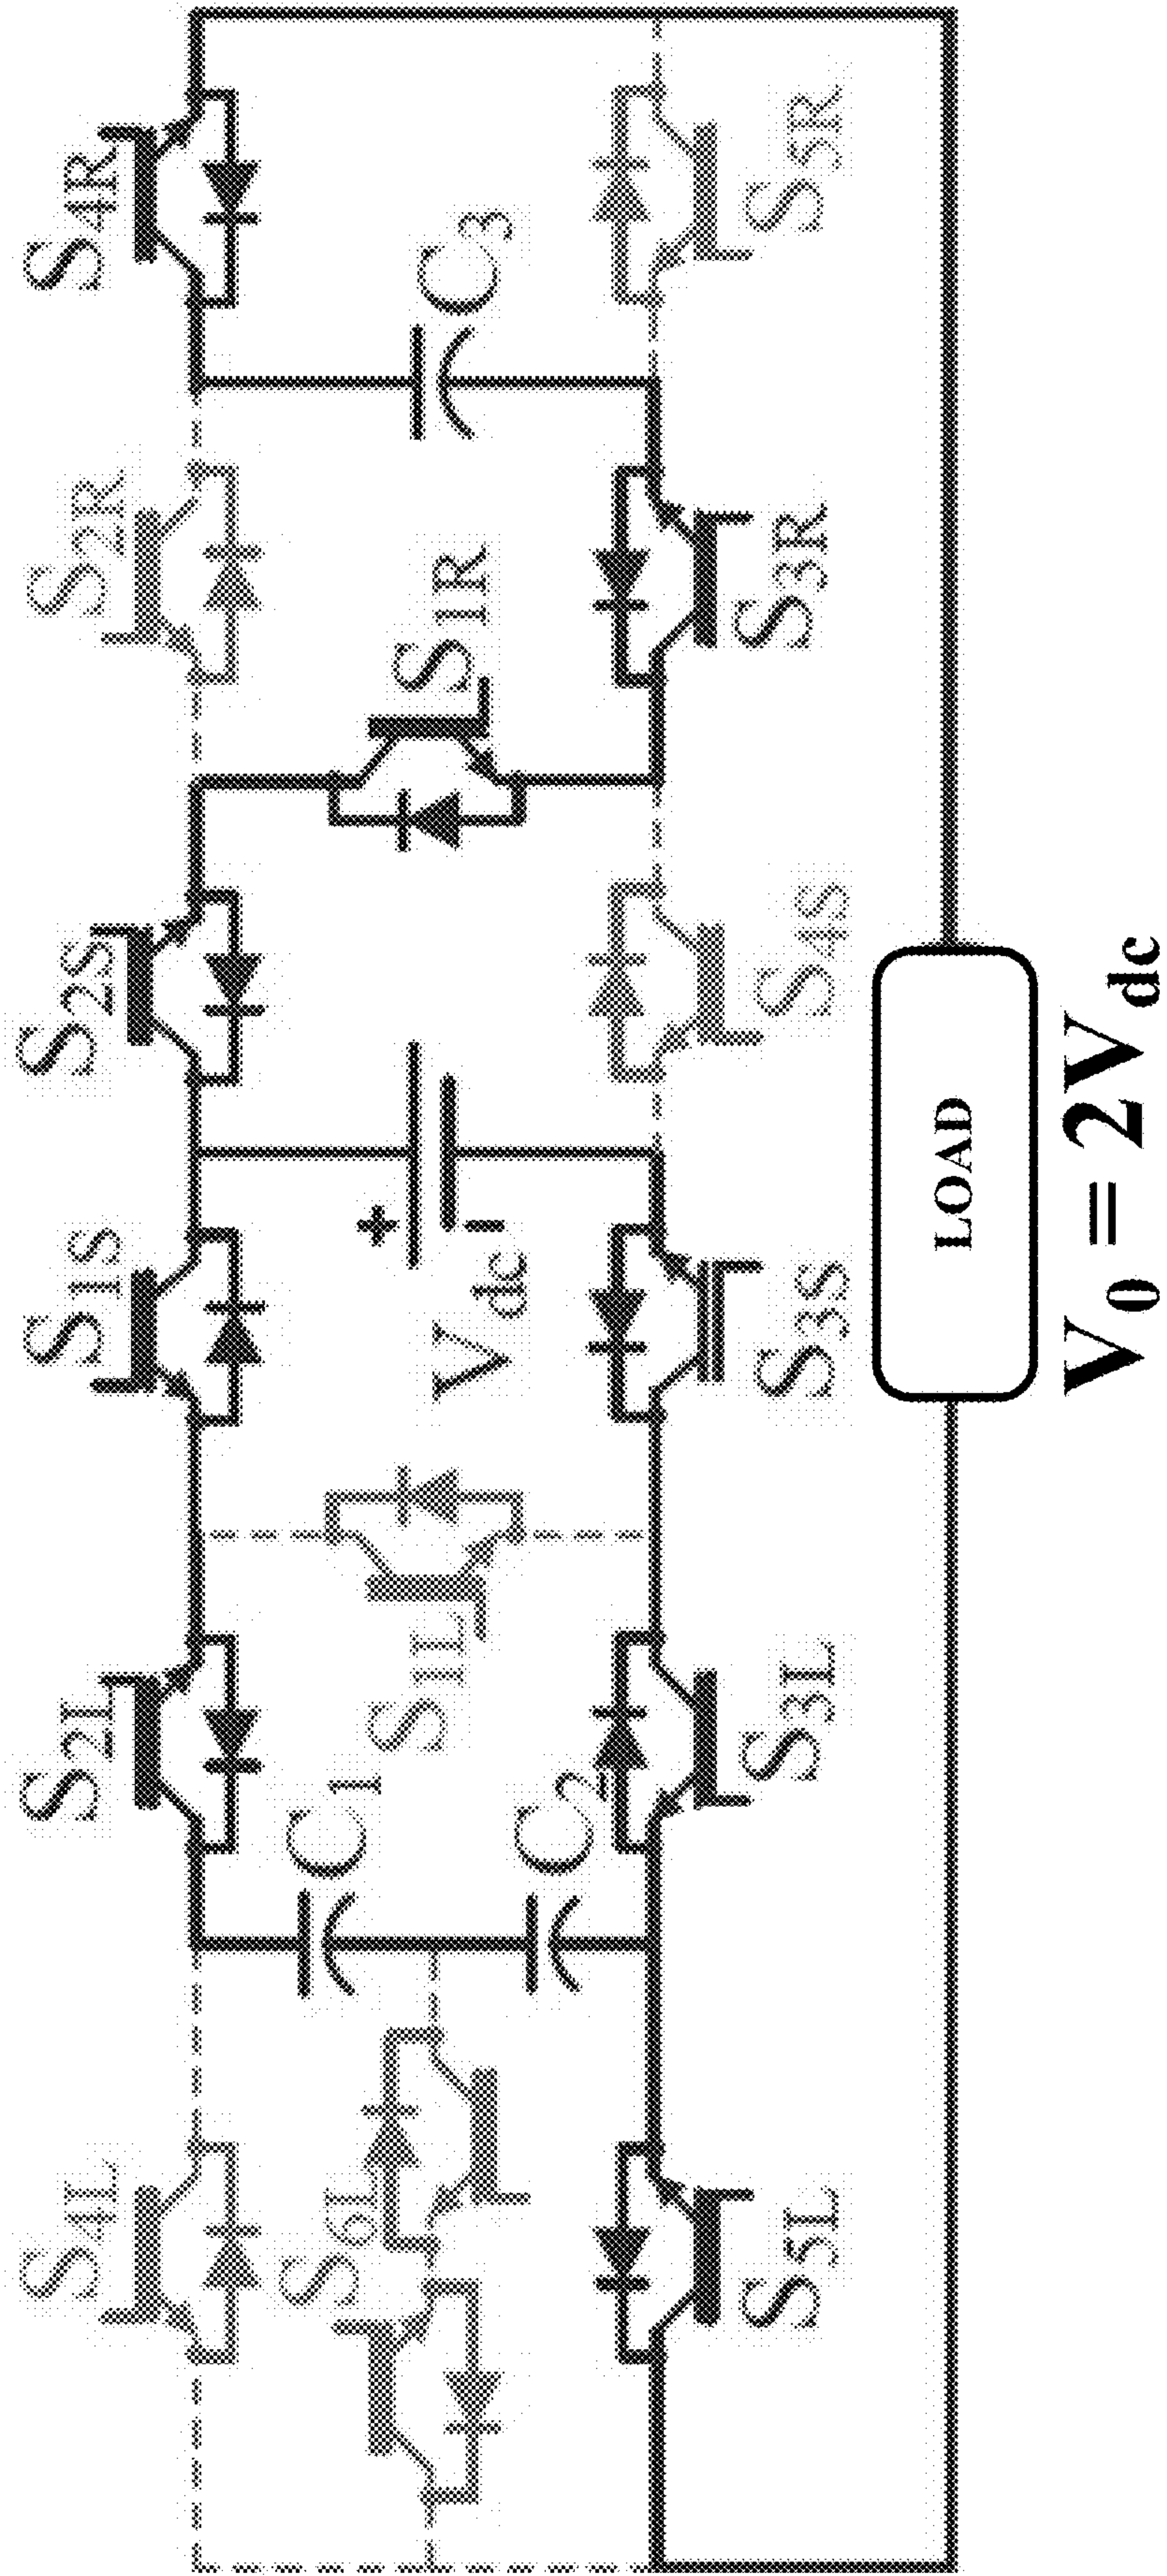 S4L
S2L
S1S
S2S
S2R
S4R
S6L
C1
C2
S1L
+
Vdc
−
S1R
C3
S5L
S3L
S3S
S4S
S3R
S5R
LOAD
V0 = 2Vdc